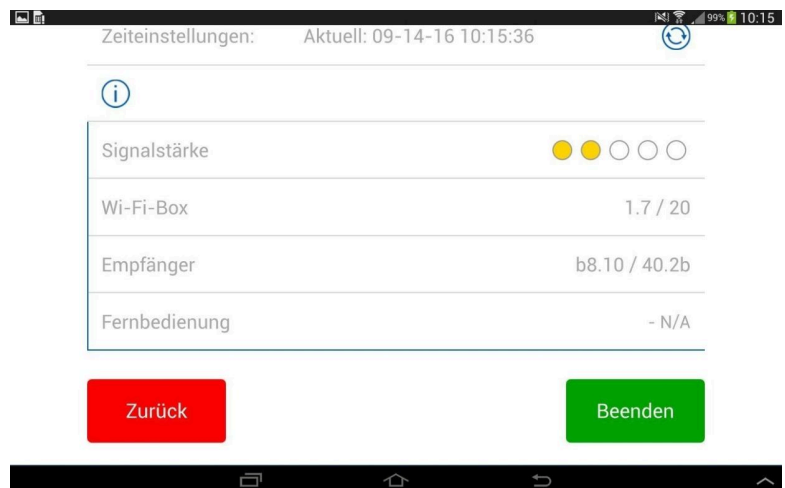 99% 10:15
Zeiteinstellungen: Aktuell: 09-14-16 10:15:36
i
Signalstärke
Wi-Fi-Box 1.7 / 20
Empfänger b8.10 / 40.2b
Fernbedienung - N/A
Zurück Beenden